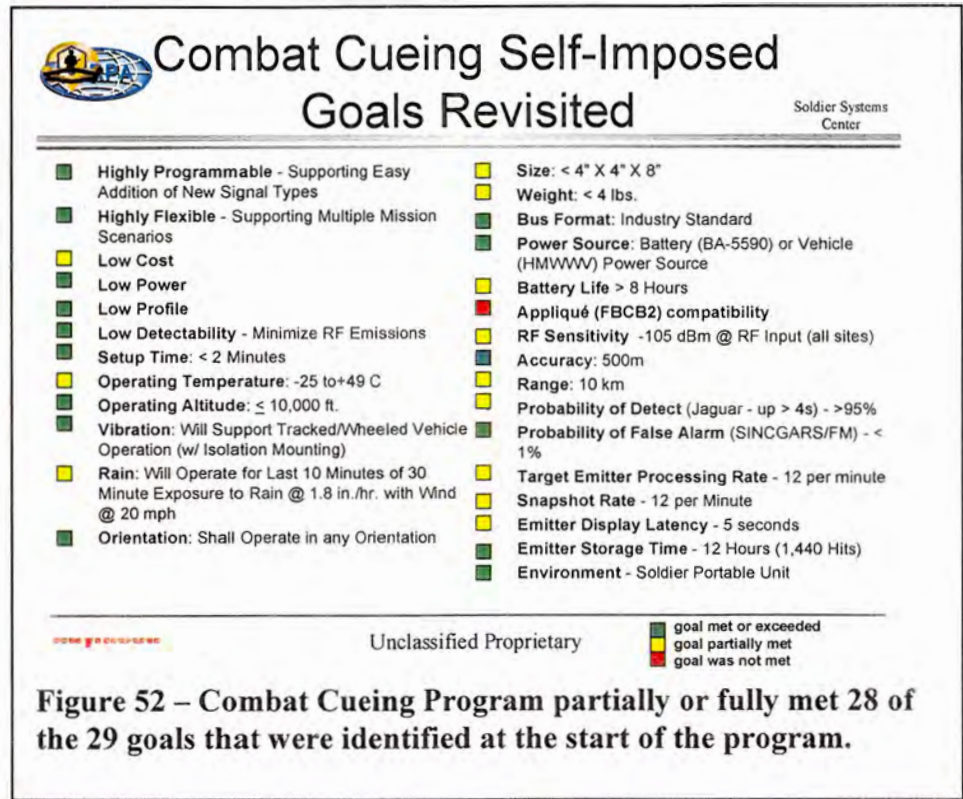 Combat Cueing Self-Imposed
Goals Revisited
Soldier Systems
Center
Highly Programmable - Supporting Easy
Addition of New Signal Types
Highly Flexible - Supporting Multiple Mission
Scenarios
Low Cost
Low Power
Low Profile
Low Detectability - Minimize RF Emissions
Setup Time: < 2 Minutes
Operating Temperature: -25 to+49 C
Operating Altitude: ≤ 10,000 ft.
Vibration: Will Support Tracked/Wheeled Vehicle
Operation (w/ Isolation Mounting)
Rain: Will Operate for Last 10 Minutes of 30
Minute Exposure to Rain @ 1.8 in./hr. with Wind
@ 20 mph
Orientation: Shall Operate in any Orientation
Size: < 4" X 4" X 8"
Weight: < 4 lbs.
Bus Format: Industry Standard
Power Source: Battery (BA-5590) or Vehicle
(HMWWV) Power Source
Battery Life > 8 Hours
Appliqué (FBCB2) compatibility
RF Sensitivity -105 dBm @ RF Input (all sites)
Accuracy: 500m
Range: 10 km
Probability of Detect (Jaguar - up > 4s) - >95%
Probability of False Alarm (SINCGARS/FM) - <
1%
Target Emitter Processing Rate - 12 per minute
Snapshot Rate - 12 per Minute
Emitter Display Latency - 5 seconds
Emitter Storage Time - 12 Hours (1,440 Hits)
Environment - Soldier Portable Unit
Unclassified Proprietary
goal met or exceeded
goal partially met
goal was not met
Figure 52 – Combat Cueing Program partially or fully met 28 of
the 29 goals that were identified at the start of the program.